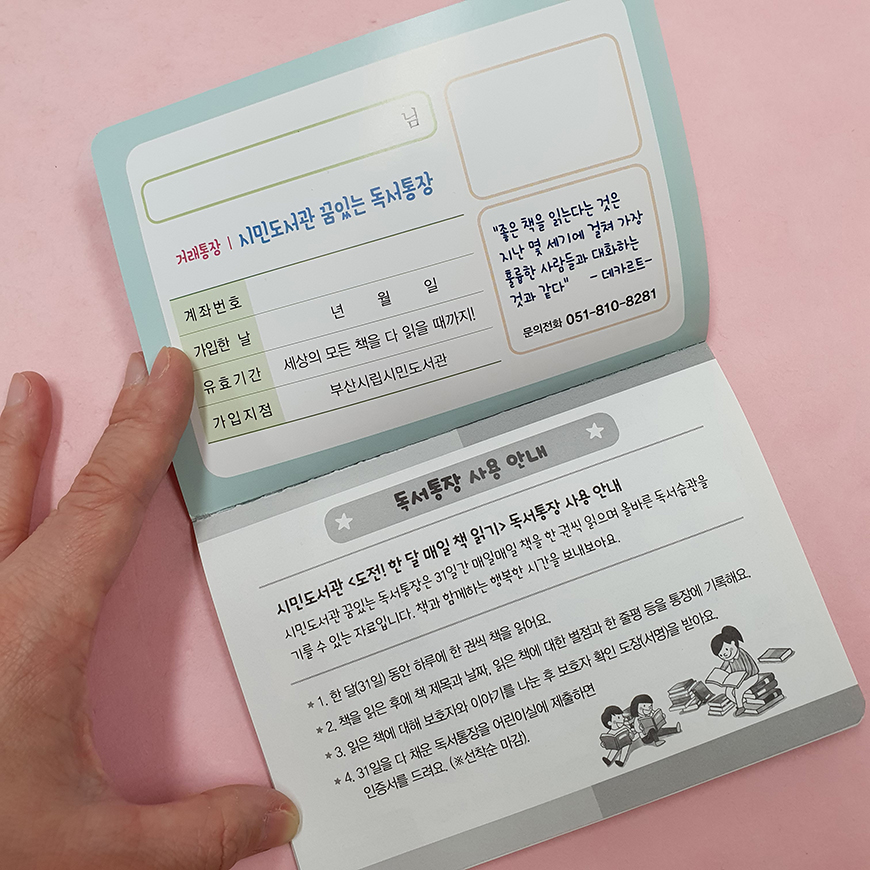 님
거래통장 | 시민도서관 꿈있는 독서통장
계좌번호
가입한 날 년 월 일
유효기간 세상의 모든 책을 다 읽을 때까지!
가입지점 부산시립시민도서관
"좋은 책을 읽는다는 것은
지난 몇 세기에 걸쳐 가장
훌륭한 사람들과 대화하는
것과 같다" - 데카르트-
문의전화 051-810-8281
독서통장 사용 안내
시민도서관 <도전! 한 달 매일 책 읽기> 독서통장 사용 안내
시민도서관 꿈있는 독서통장은 31일간 매일매일 책을 한 권씩 읽으며 올바른 독서습관을
기를 수 있는 자료입니다. 책과 함께하는 행복한 시간을 보내보아요.
★ 1. 한 달(31일) 동안 하루에 한 권씩 책을 읽어요.
★ 2. 책을 읽은 후에 책 제목과 날짜, 읽은 책에 대한 별점과 한 줄평 등을 통장에 기록해요.
★ 3. 읽은 책에 대해 보호자와 이야기를 나눈 후 보호자 확인 도장(서명)을 받아요.
★ 4. 31일을 다 채운 독서통장을 어린이실에 제출하면
인증서를 드려요. (※선착순 마감).